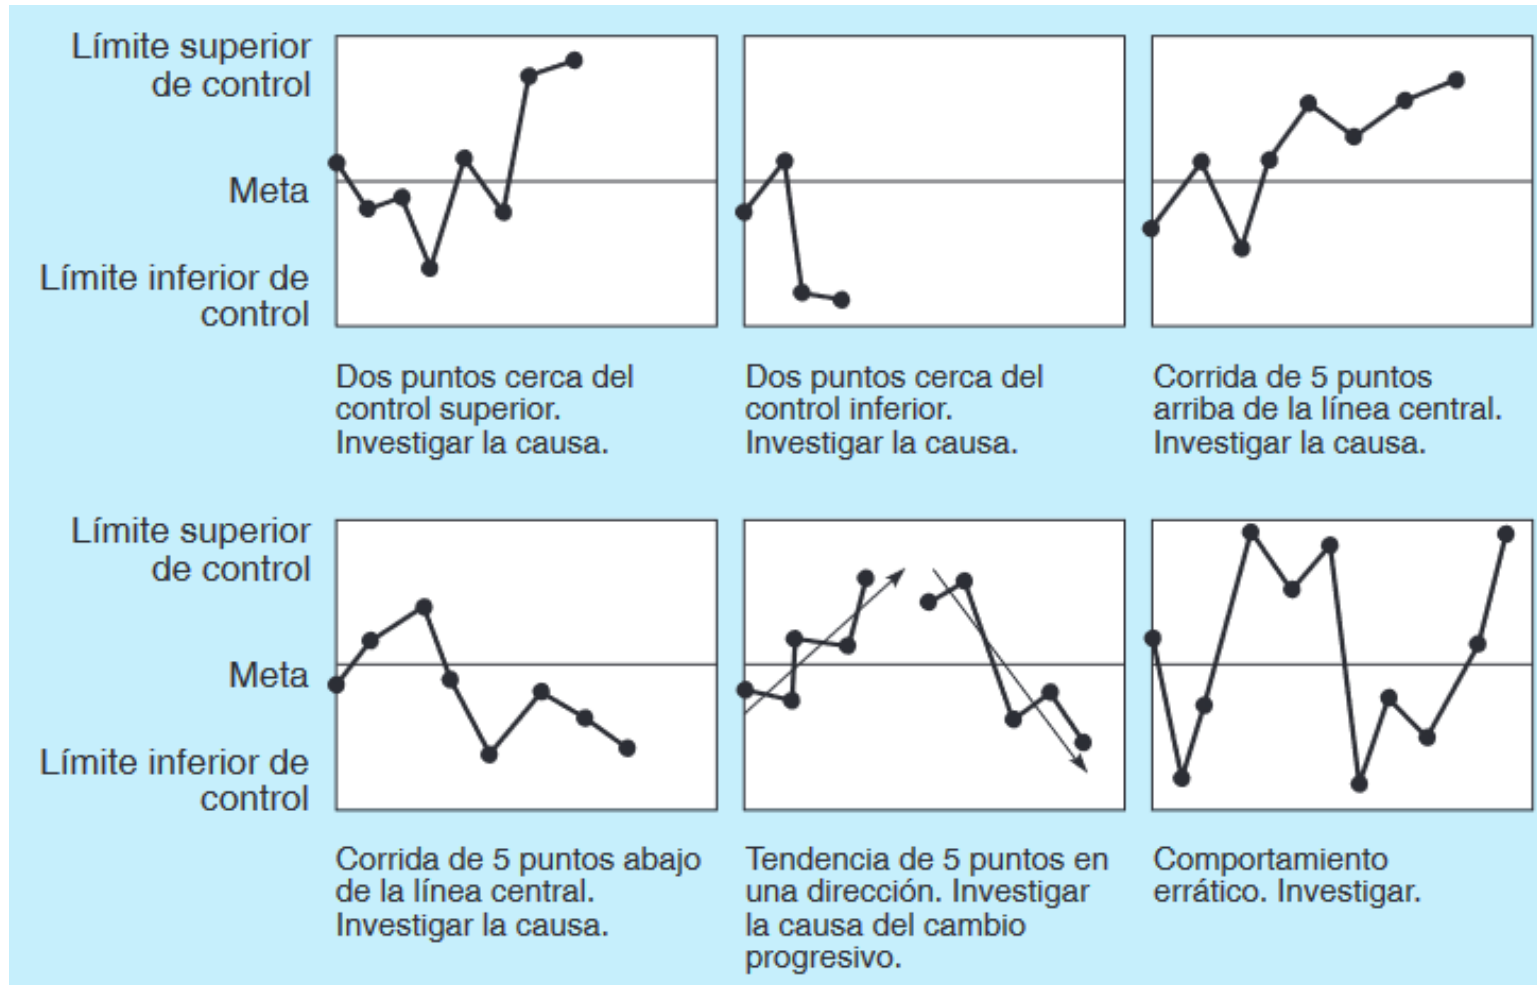 Límite superior
de control
Meta
Límite inferior de
control
Dos puntos cerca del
control superior.
Investigar la causa.
Dos puntos cerca del
control inferior.
Investigar la causa.
Corrida de 5 puntos
arriba de la línea central.
Investigar la causa.
Límite superior
de control
Meta
Límite inferior de
control
Corrida de 5 puntos abajo
de la línea central.
Investigar la causa.
Tendencia de 5 puntos en
una dirección. Investigar
la causa del cambio
progresivo.
Comportamiento
errático. Investigar.